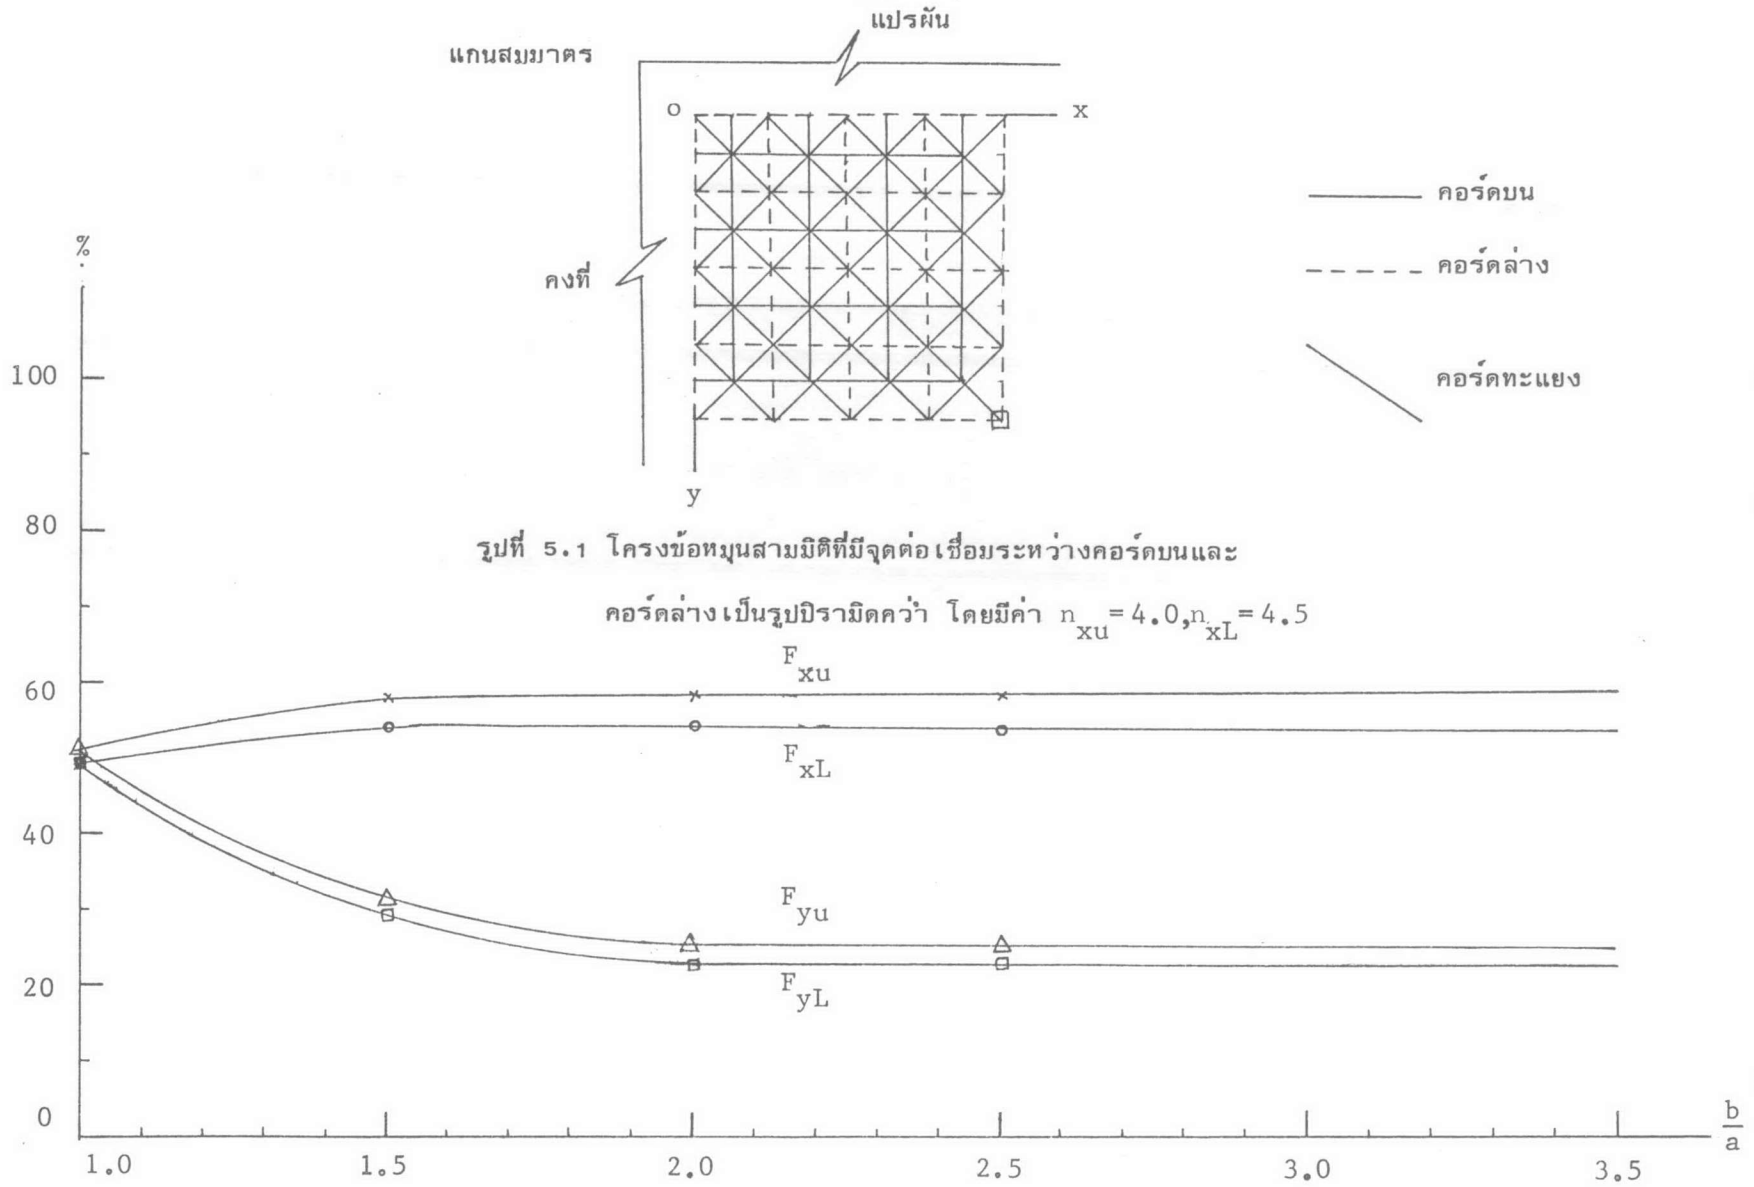 แปรผัน
แกนสมมาตร
o
x
คอร์ดบน
%
คงที่
คอร์ดล่าง
100
คอร์ดทะแยง
y
80
รูปที่ 5.1 โครงข้อหมุนสามมิติที่มีจุดต่อเชื่อมระหว่างคอร์ดบนและ
คอร์ดล่างเป็นรูปปิรามิดคว่ำ โดยมีค่า n_xu = 4.0, n_xL = 4.5
F_xu
60
F_xL
40
F_yu
20
F_yL
0
b/a
1.0 1.5 2.0 2.5 3.0 3.5